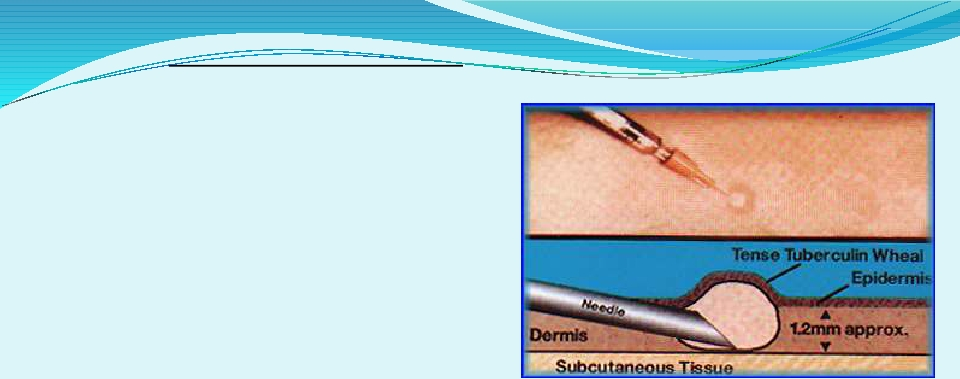 Tense Tuberculin Wheal
Epidermis
Needle
1.2mm approx.
Dermis
Subcutaneous Tissue